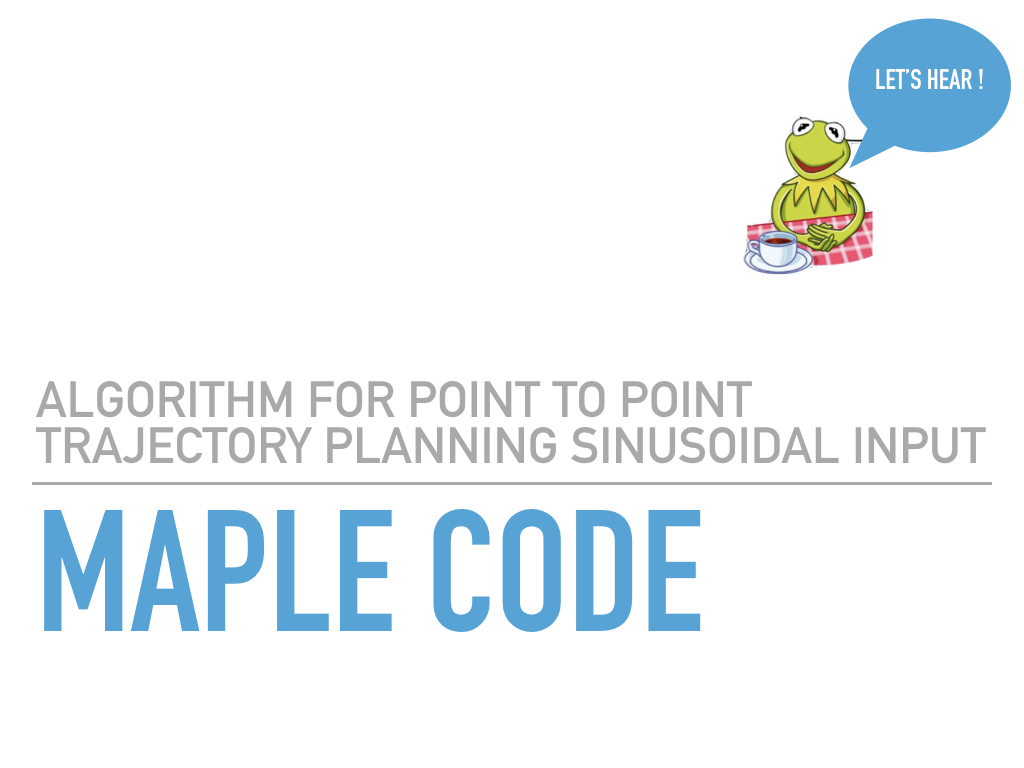 LET'S HEAR !
ALGORITHM FOR POINT TO POINT
TRAJECTORY PLANNING SINUSOIDAL INPUT
MAPLE CODE